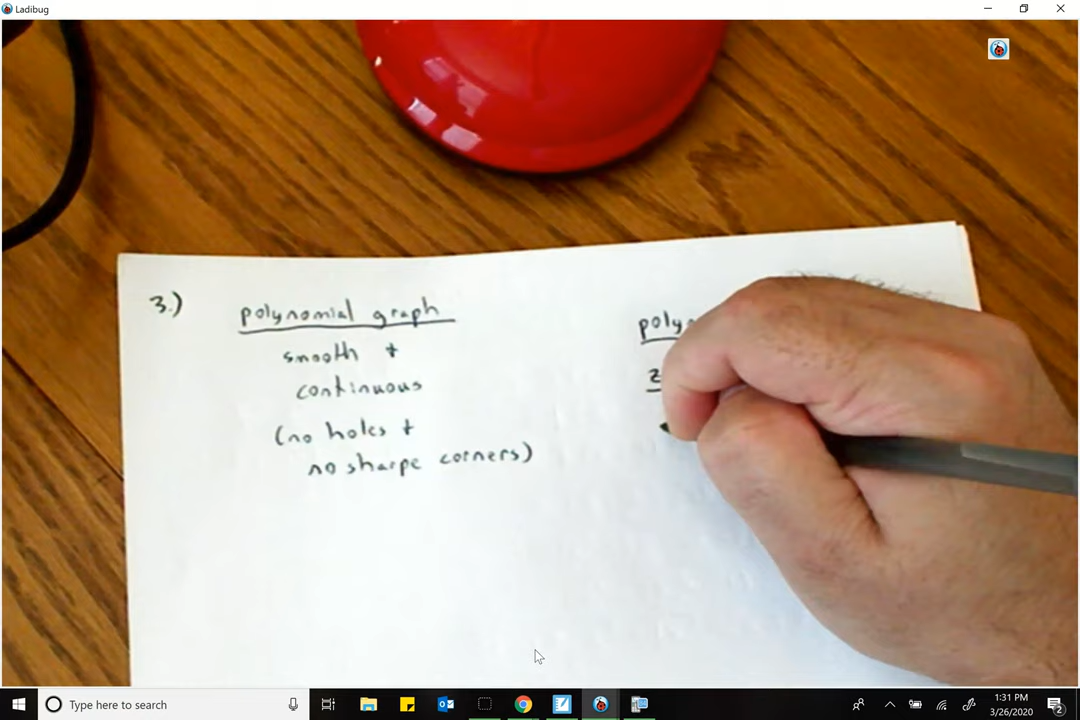 Ladibug
3.)
polynomial graph
smooth +
continuous
(no holes +
no sharpe corners)
Type here to search
1:31 PM
3/26/2020
2